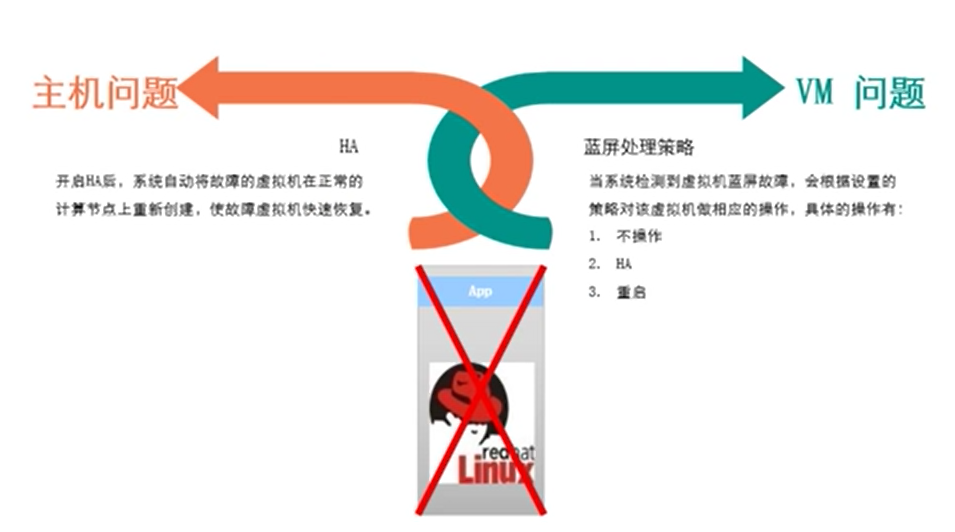 主机问题
VM 问题
HA
开启HA后，系统自动将故障的虚拟机在正常的
计算节点上重新创建，使故障虚拟机快速恢复。
蓝屏处理策略
当系统检测到虚拟机蓝屏故障，会根据设置的
策略对该虚拟机做相应的操作，具体的操作有：
1. 不操作
2. HA
3. 重启
App
redhat
Linux